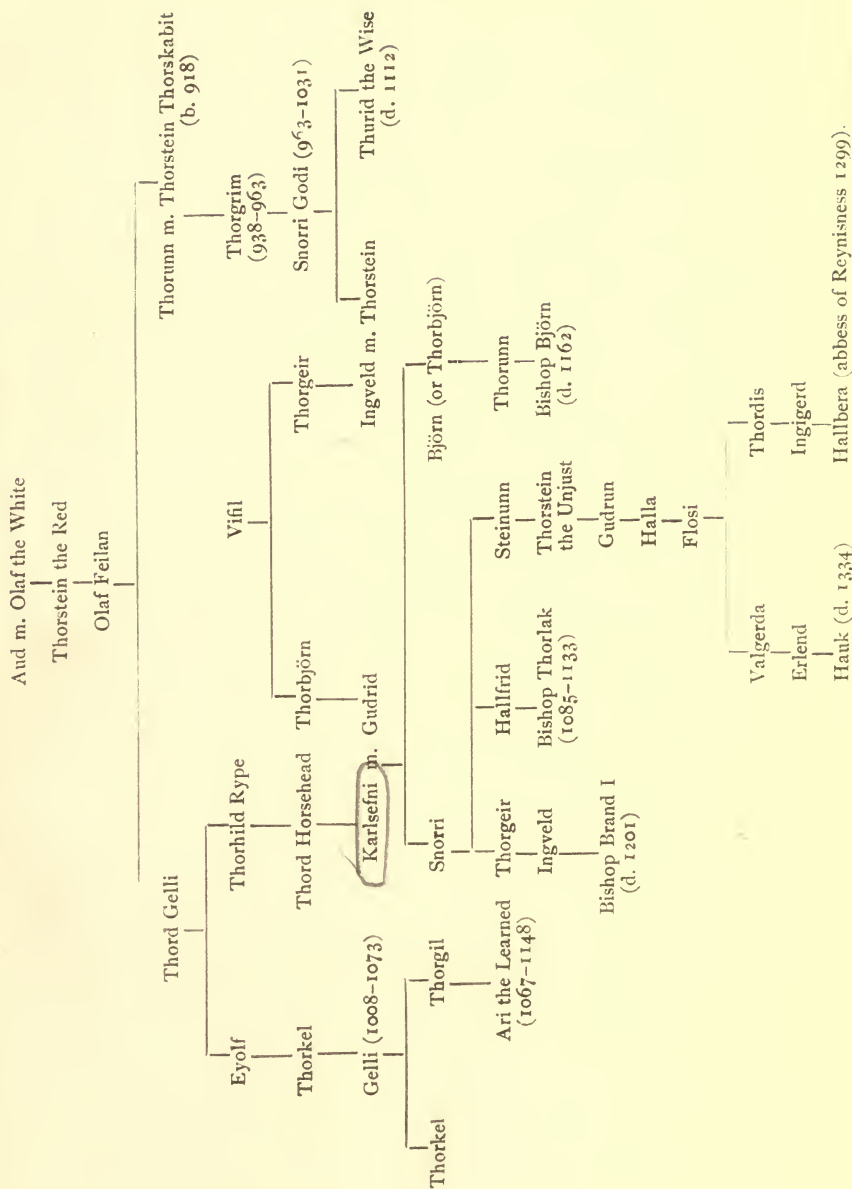 Aud m. Olaf the White
Thorstein the Red
Olaf Feilan
Thord Gelli
Thorunn m. Thorstein Thorskabit
(b. 918)
Eyolf
Thorhild Rype
Vifil
Thorgrim
(938–963)
Thorkel
Thord Horsehead
Thorbjörn
Thorgeir
Snorri Godi (963–1031)
Gelli (1008–1073)
Karlsefni m. Gudrid
Ingveld m. Thorstein
Thurid the Wise
(d. 1112)
Thorkel
Thorgil
Snorri
Björn (or Thorbjörn)
Ari the Learned
(1067–1148)
Thorgeir
Hallfrid
Steinunn
Thorunn
Ingveld
Bishop Thorlak
(1085–1133)
Thorstein
the Unjust
Bishop Björn
(d. 1162)
Bishop Brand I
(d. 1201)
Gudrun
Halla
Flosi
Valgerda
Thordis
Erlend
Ingigerd
Hauk (d. 1334)
Hallbera (abbess of Reynisness 1299).